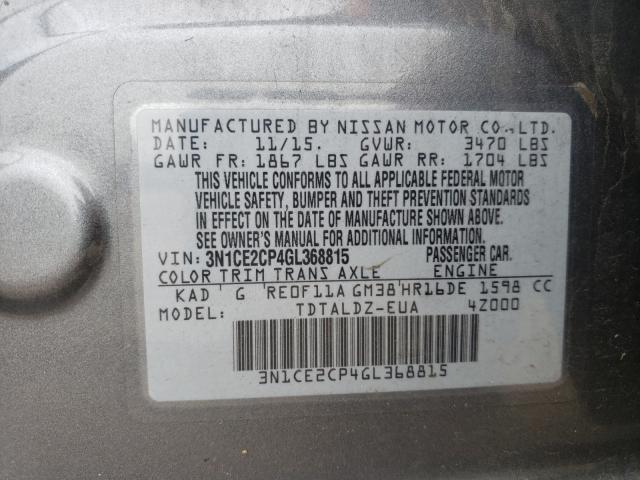 MANUFACTURED BY NISSAN MOTOR CO., LTD.
DATE: 11/15. GVWR: 3470 LBS
GAWR FR: 1867 LBS GAWR RR: 1704 LBS
THIS VEHICLE CONFORMS TO ALL APPLICABLE FEDERAL MOTOR
VEHICLE SAFETY, BUMPER AND THEFT PREVENTION STANDARDS
IN EFFECT ON THE DATE OF MANUFACTURE SHOWN ABOVE.
SEE OWNER'S MANUAL FOR ADDITIONAL INFORMATION.
VIN: 3N1CE2CP4GL368815 PASSENGER CAR.
COLOR TRIM TRANS AXLE ENGINE
KAD G RE0F11A GM38 HR16DE 1598 CC
MODEL: TDTALDZ-EUA 4Z000
3N1CE2CP4GL368815